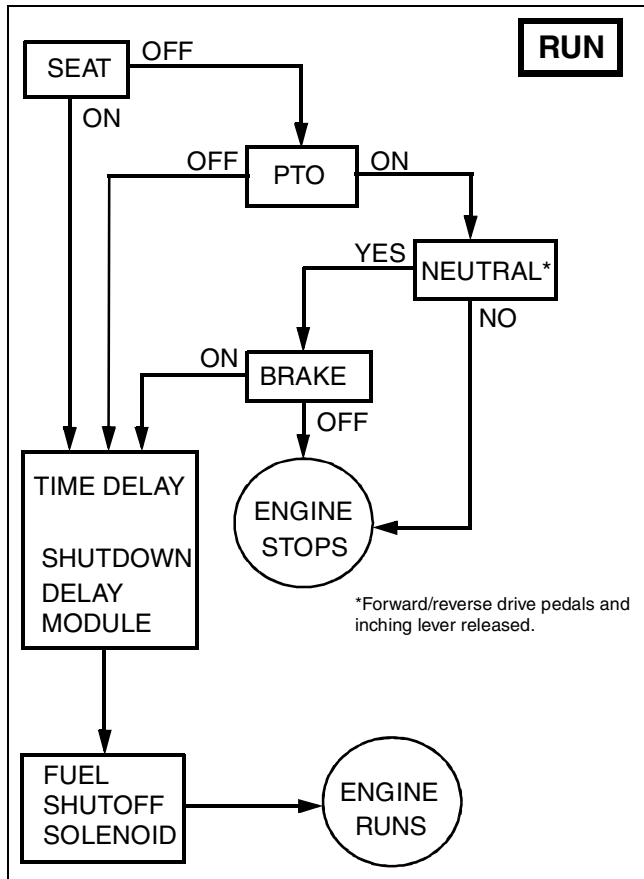 RUN
SEAT
OFF
ON
OFF
PTO
ON
YES
NEUTRAL*
NO
ON
BRAKE
OFF
TIME DELAY
SHUTDOWN
DELAY
MODULE
ENGINE
STOPS
*Forward/reverse drive pedals and
inching lever released.
FUEL
SHUTOFF
SOLENOID
ENGINE
RUNS